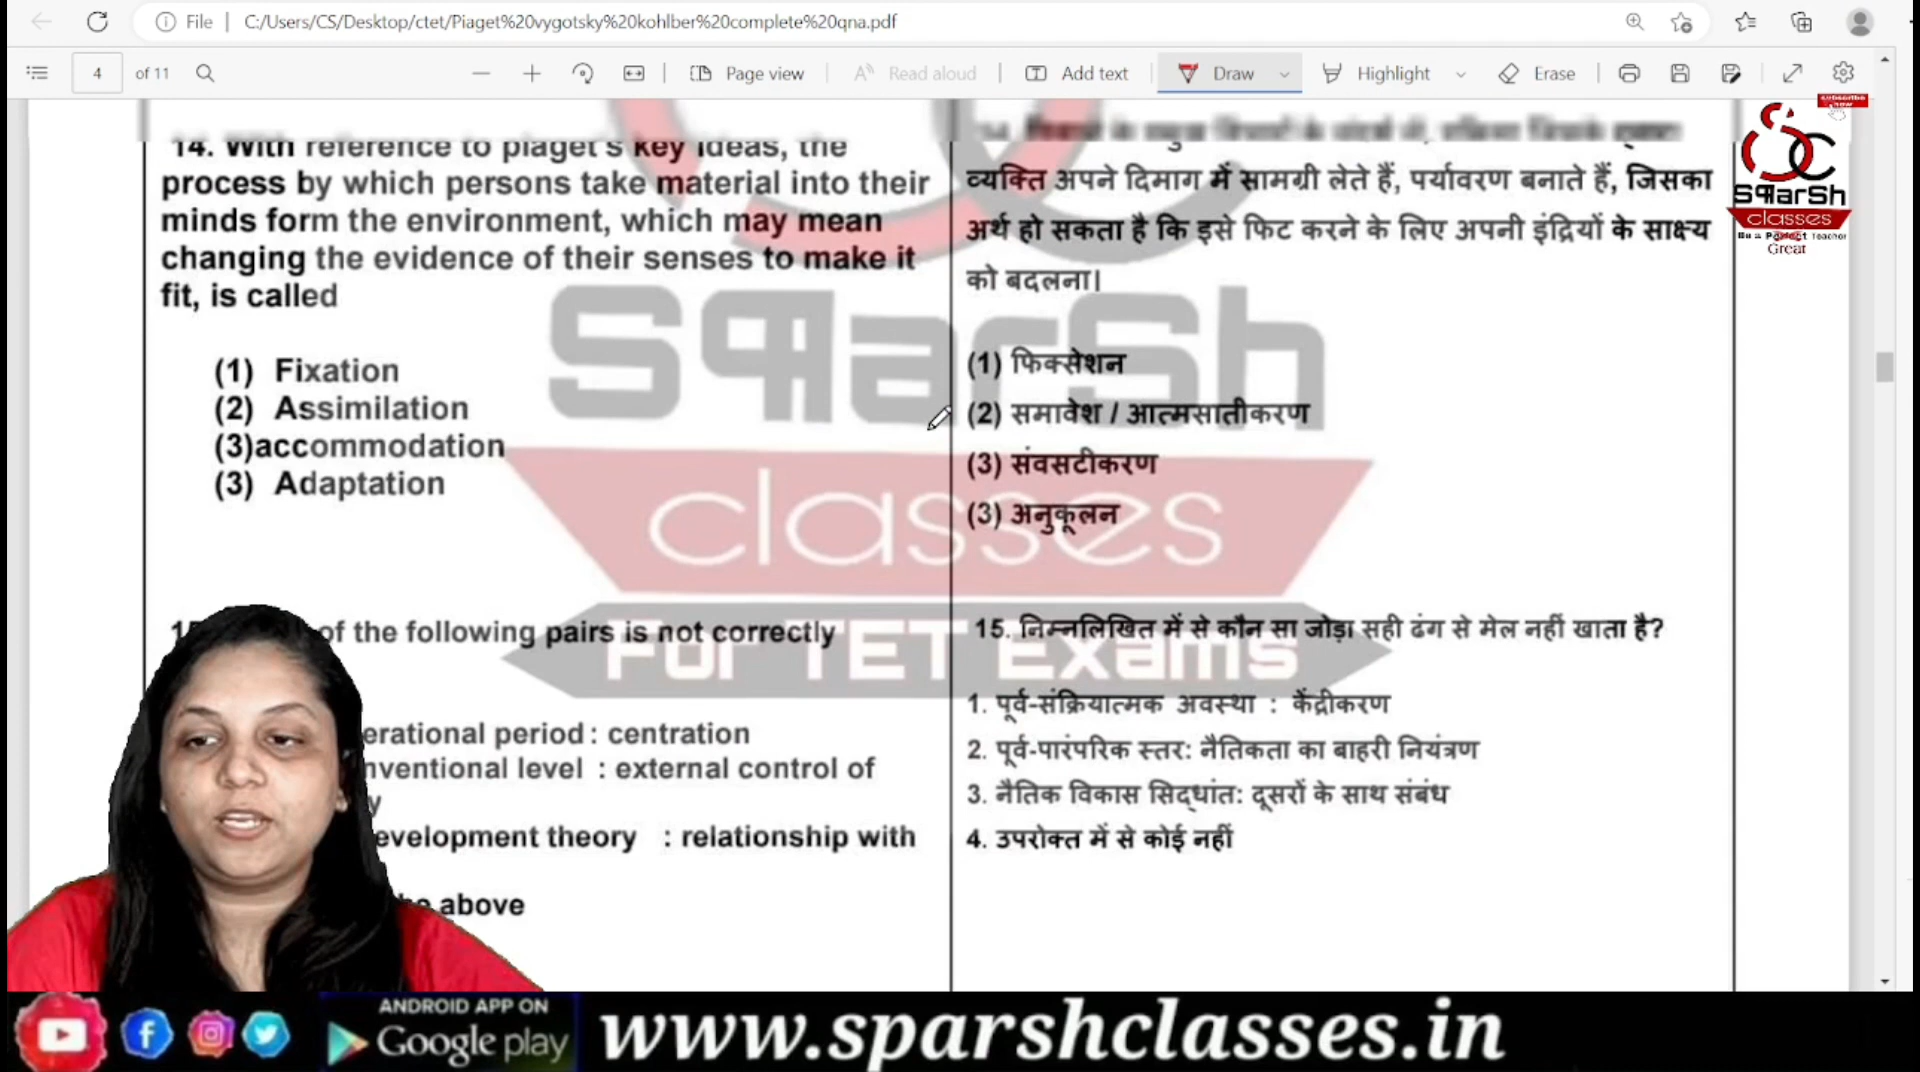 File C:/Users/CS/Desktop/ctet/Piaget%20vygotsky%20kohlber%20complete%20qna.pdf
4 of 11 Page view Read aloud Add text Draw Highlight Erase
14. With reference to piaget's key ideas, the
process by which persons take material into their
minds form the environment, which may mean
changing the evidence of their senses to make it
fit, is called
(1) Fixation
(2) Assimilation
(3)accommodation
(3) Adaptation
of the following pairs is not correctly
erational period : centration
nventional level : external control of
y
evelopment theory : relationship with
above
व्यक्ति अपने दिमाग में सामग्री लेते हैं, पर्यावरण बनाते हैं, जिसका
अर्थ हो सकता है कि इसे फिट करने के लिए अपनी इंद्रियों के साक्ष्य
को बदलना।
(1) फिक्सेशन
(2) समावेश / आत्मसातीकरण
(3) संवसटीकरण
(3) अनुकूलन
15. निम्नलिखित में से कौन सा जोड़ा सही ढंग से मेल नहीं खाता है?
1. पूर्व-संक्रियात्मक अवस्था : केंद्रीकरण
2. पूर्व-पारंपरिक स्तर: नैतिकता का बाहरी नियंत्रण
3. नैतिक विकास सिद्धांत: दूसरों के साथ संबंध
4. उपरोक्त में से कोई नहीं
SparSh
classes
For TET Exams
SparSh
classes
Great
ANDROID APP ON
Google play
www.sparshclasses.in